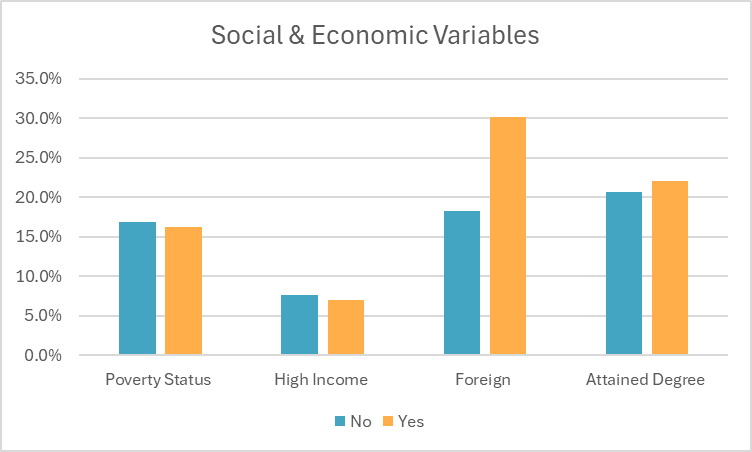 Social & Economic Variables
35.0%
30.0%
25.0%
20.0%
15.0%
10.0%
5.0%
0.0%
Poverty Status High Income Foreign Attained Degree
No Yes